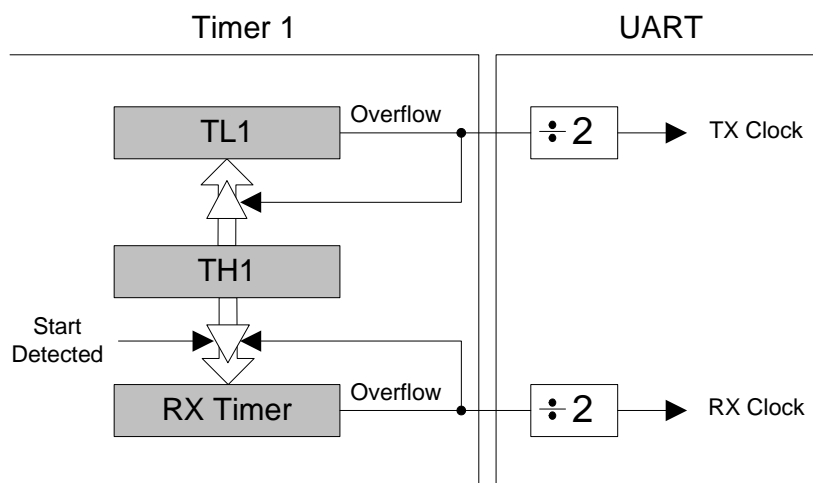 Timer 1
UART
TL1
Overflow
÷ 2
TX Clock
TH1
Start
Detected
RX Timer
Overflow
÷ 2
RX Clock